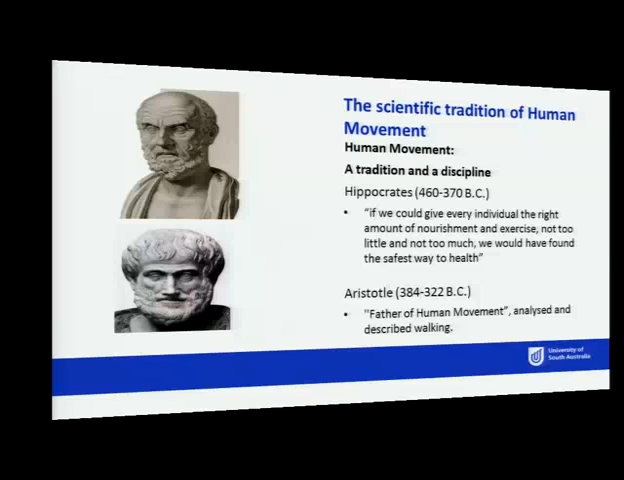 The scientific tradition of Human
Movement
Human Movement:
A tradition and a discipline
Hippocrates (460-370 B.C.)
• "if we could give every individual the right
amount of nourishment and exercise, not too
little and not too much, we would have found
the safest way to health"
Aristotle (384-322 B.C.)
• "Father of Human Movement", analysed and
described walking.
University of
South Australia